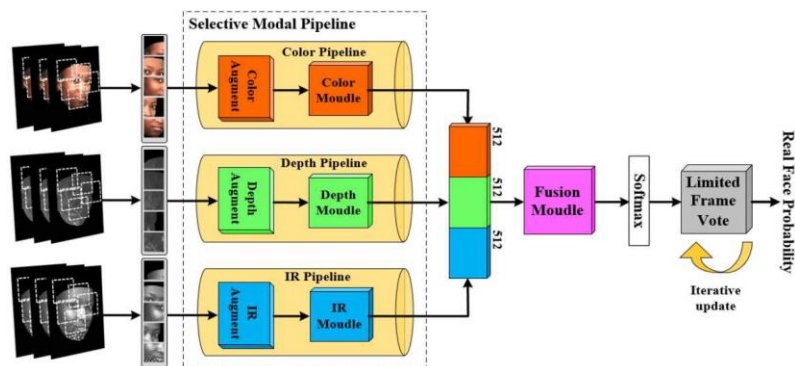 Selective Modal Pipeline
Color Pipeline
Color
Augment
Color
Moudle
Depth Pipeline
Depth
Augment
Depth
Moudle
IR Pipeline
IR
Augment
IR
Moudle
512
512
512
Fusion
Moudle
Softmax
Limited
Frame
Vote
Iterative
update
Real Face Probability